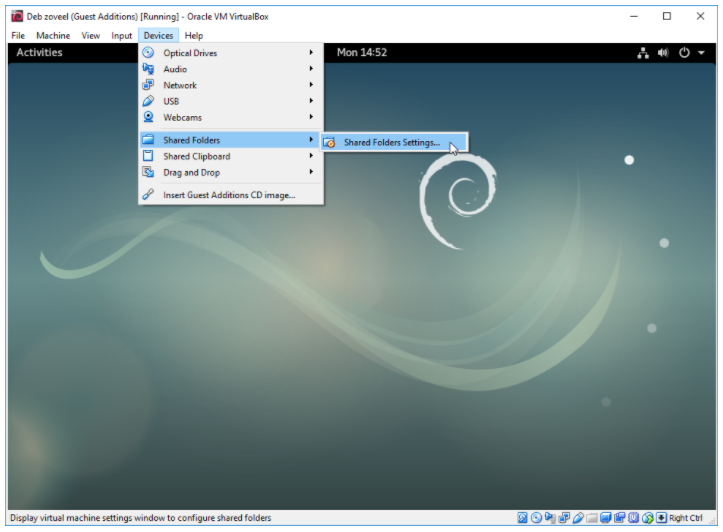 Deb zoveel (Guest Additions) [Running] - Oracle VM VirtualBox
File Machine View Input Devices Help
Activities Mon 14:52
Optical Drives
Audio
Network
USB
Webcams
Shared Folders
Shared Folders Settings...
Shared Clipboard
Drag and Drop
Insert Guest Additions CD image...
Display virtual machine settings window to configure shared folders Right Ctrl